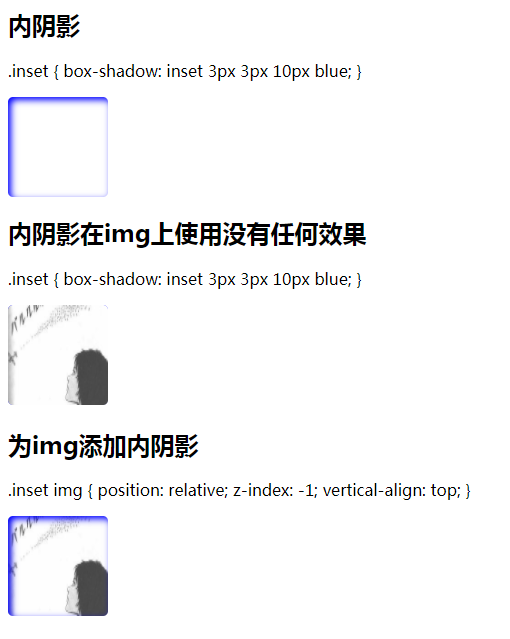 内阴影
.inset { box-shadow: inset 3px 3px 10px blue; }
内阴影在img上使用没有任何效果
.inset { box-shadow: inset 3px 3px 10px blue; }
为img添加内阴影
.inset img { position: relative; z-index: -1; vertical-align: top; }